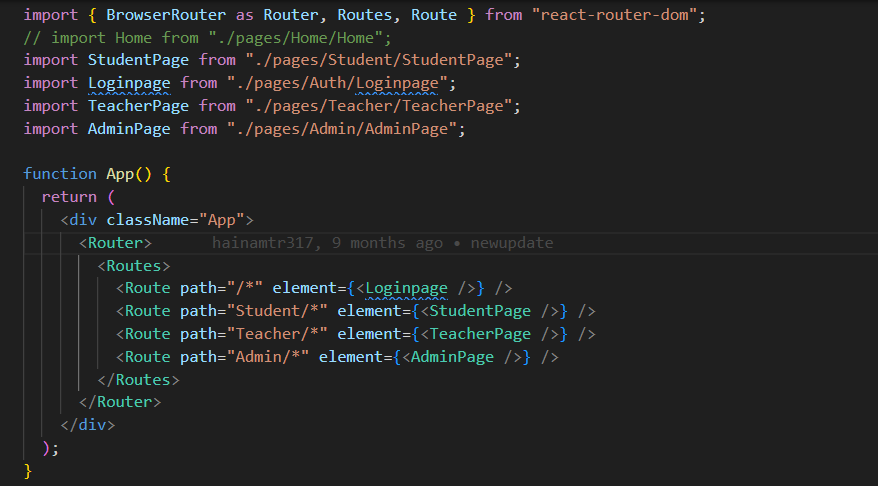 import { BrowserRouter as Router, Routes, Route } from "react-router-dom";
// import Home from "./pages/Home/Home";
import StudentPage from "./pages/Student/StudentPage";
import Loginpage from "./pages/Auth/Loginpage";
import TeacherPage from "./pages/Teacher/TeacherPage";
import AdminPage from "./pages/Admin/AdminPage";

function App() {
  return (
    <div className="App">
      <Router>      hainamtr317, 9 months ago • newupdate
        <Routes>
          <Route path="/*" element={<Loginpage />} />
          <Route path="Student/*" element={<StudentPage />} />
          <Route path="Teacher/*" element={<TeacherPage />} />
          <Route path="Admin/*" element={<AdminPage />} />
        </Routes>
      </Router>
    </div>
  );
}